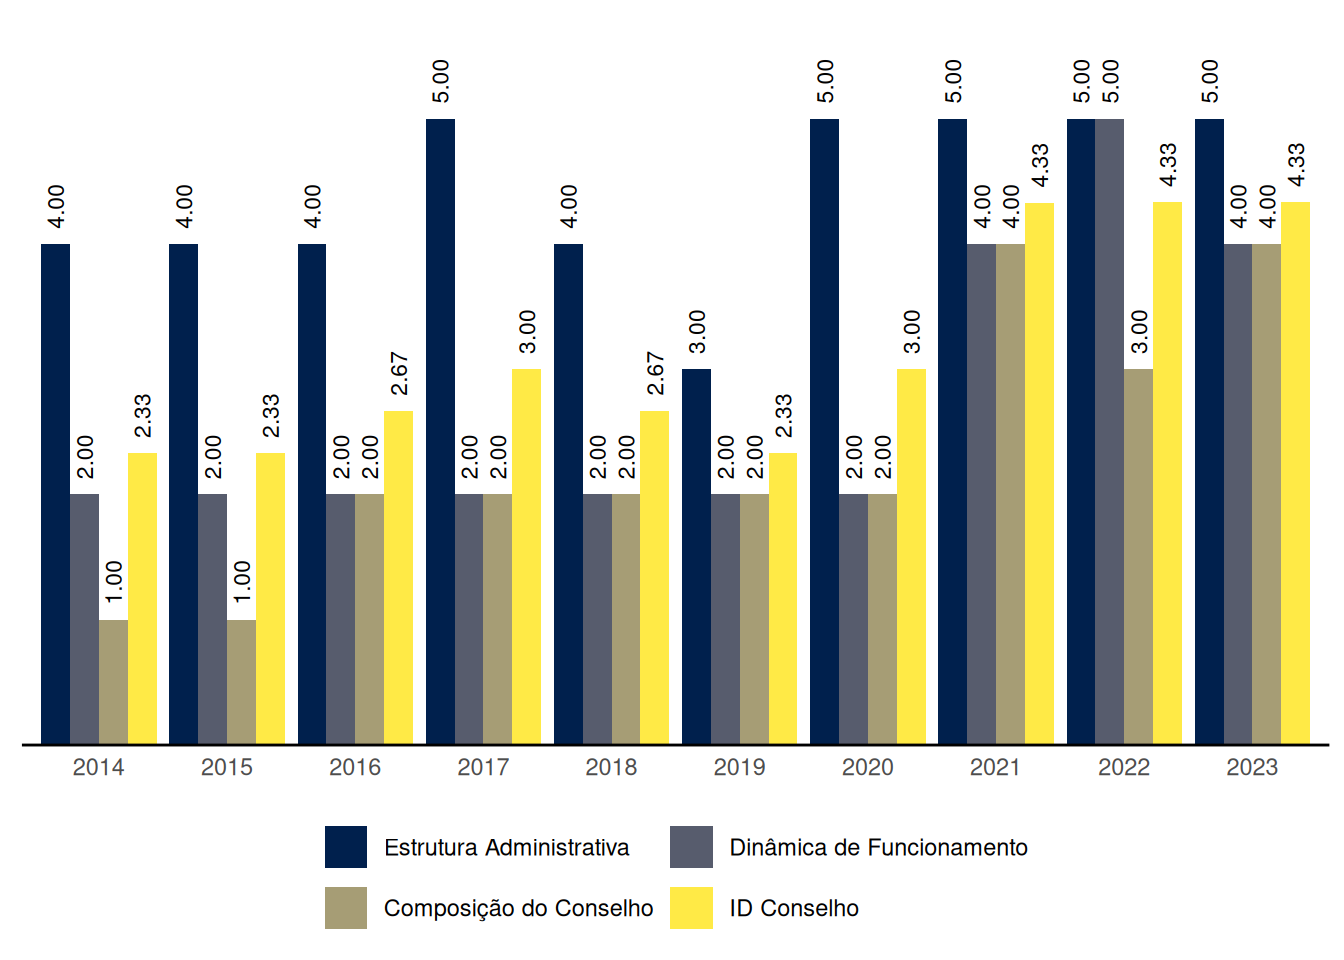 4.00 2.00 1.00 2.33
4.00 2.00 1.00 2.33
4.00 2.00 2.00 2.67
5.00 2.00 2.00 3.00
4.00 2.00 2.00 2.67
3.00 2.00 2.00 2.33
5.00 2.00 2.00 3.00
5.00 4.00 4.00 4.33
5.00 5.00 3.00 4.33
5.00 4.00 4.00 4.33
2014 2015 2016 2017 2018 2019 2020 2021 2022 2023
Estrutura Administrativa Dinâmica de Funcionamento
Composição do Conselho ID Conselho